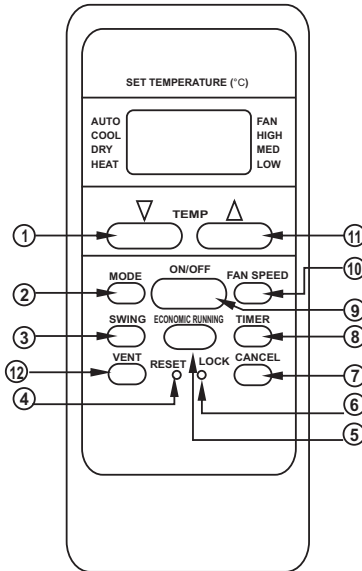 SET TEMPERATURE (°C)
AUTO FAN
COOL HIGH
DRY MED
HEAT LOW
▽ TEMP △
1 11
ON/OFF 10
MODE FAN SPEED
2 9
SWING ECONOMIC RUNNING TIMER
3 8
VENT RESET LOCK CANCEL
12 7
4 6
5